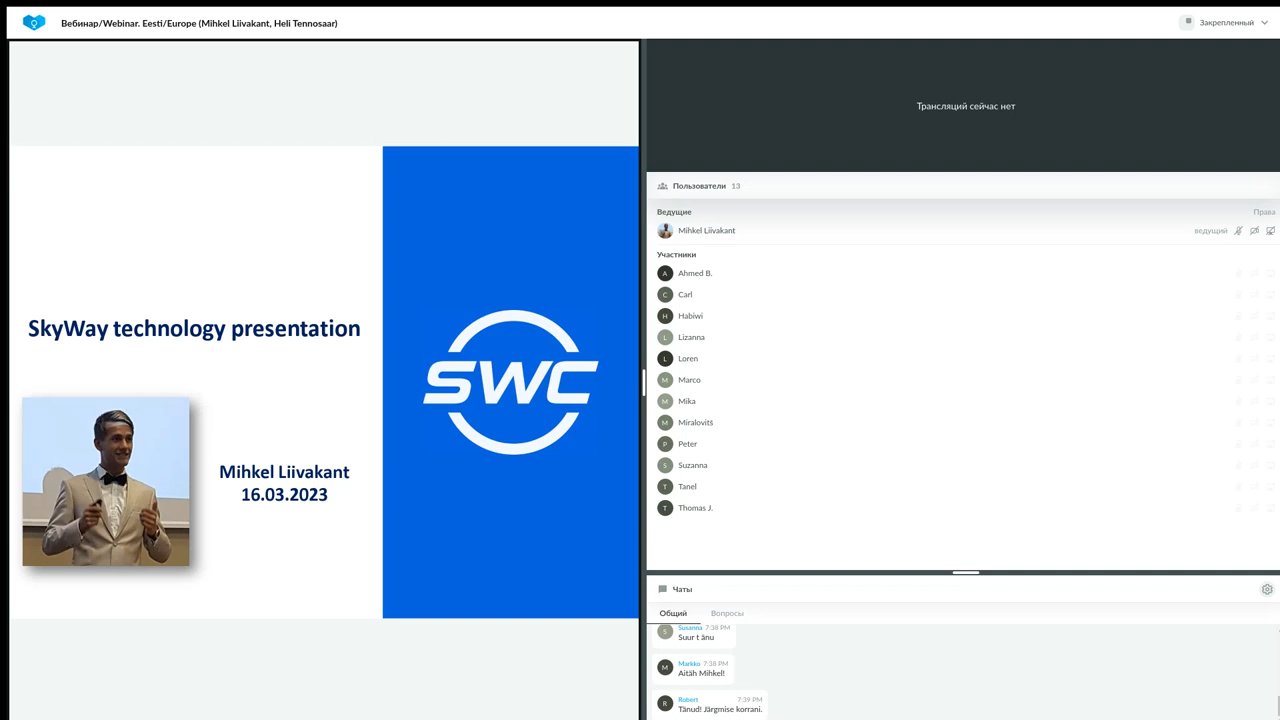 Вебинар/Webinar. Eesti/Europe (Mihkel Liivakant, Heli Tennosaar)
Закрепленный
SkyWay technology presentation
Mihkel Liivakant
16.03.2023
SWC
Трансляций сейчас нет
Пользователи 13
Ведущие Права
Mihkel Liivakant ведущий
Участники
A Ahmed B.
C Carl
H Habiwi
L Lizanna
L Loren
M Marco
M Mika
M Miralovitš
P Peter
S Suzanna
T Tanel
T Thomas J.
Чаты
Общий Вопросы
S Susanna 7:38 PM
Suur t änu
M Markko 7:38 PM
Aitäh Mihkel!
R Robert 7:39 PM
Tänud! Järgmise korrani.